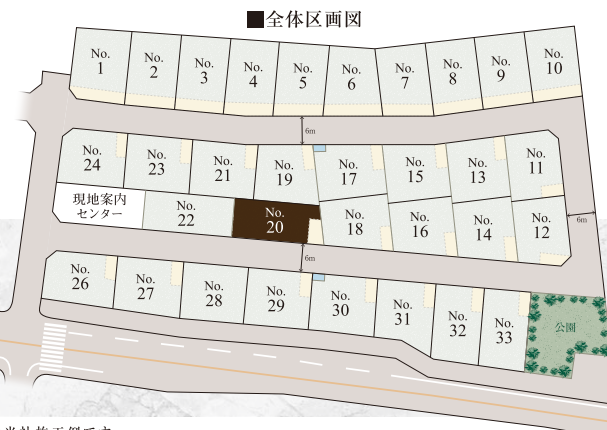 ■全体区画図
No.
1
No.
2
No.
3
No.
4
No.
5
No.
6
No.
7
No.
8
No.
9
No.
10
6m
No.
24
No.
23
No.
21
No.
19
No.
17
No.
15
No.
13
No.
11
現地案内
センター
No.
22
No.
20
No.
18
No.
16
No.
14
No.
12
6m
6m
No.
26
No.
27
No.
28
No.
29
No.
30
No.
31
No.
32
No.
33
公園